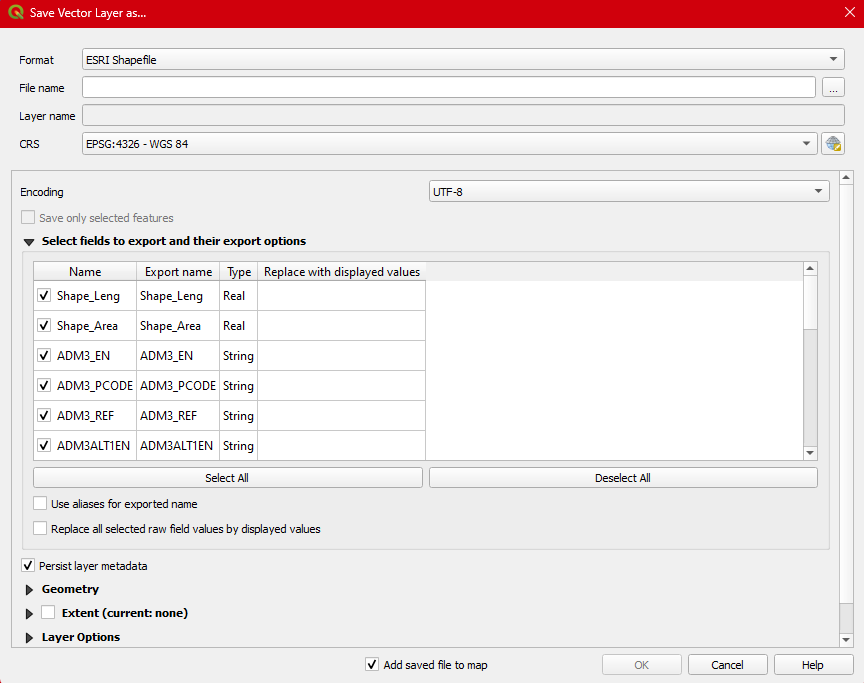 Save Vector Layer as...
Format ESRI Shapefile
File name ...
Layer name
CRS EPSG:4326 - WGS 84
Encoding UTF-8
Save only selected features
Select fields to export and their export options
Name Export name Type Replace with displayed values
Shape_Leng Shape_Leng Real
Shape_Area Shape_Area Real
ADM3_EN ADM3_EN String
ADM3_PCODE ADM3_PCODE String
ADM3_REF ADM3_REF String
ADM3ALT1EN ADM3ALT1EN String
Select All Deselect All
Use aliases for exported name
Replace all selected raw field values by displayed values
Persist layer metadata
Geometry
Extent (current: none)
Layer Options
Add saved file to map OK Cancel Help